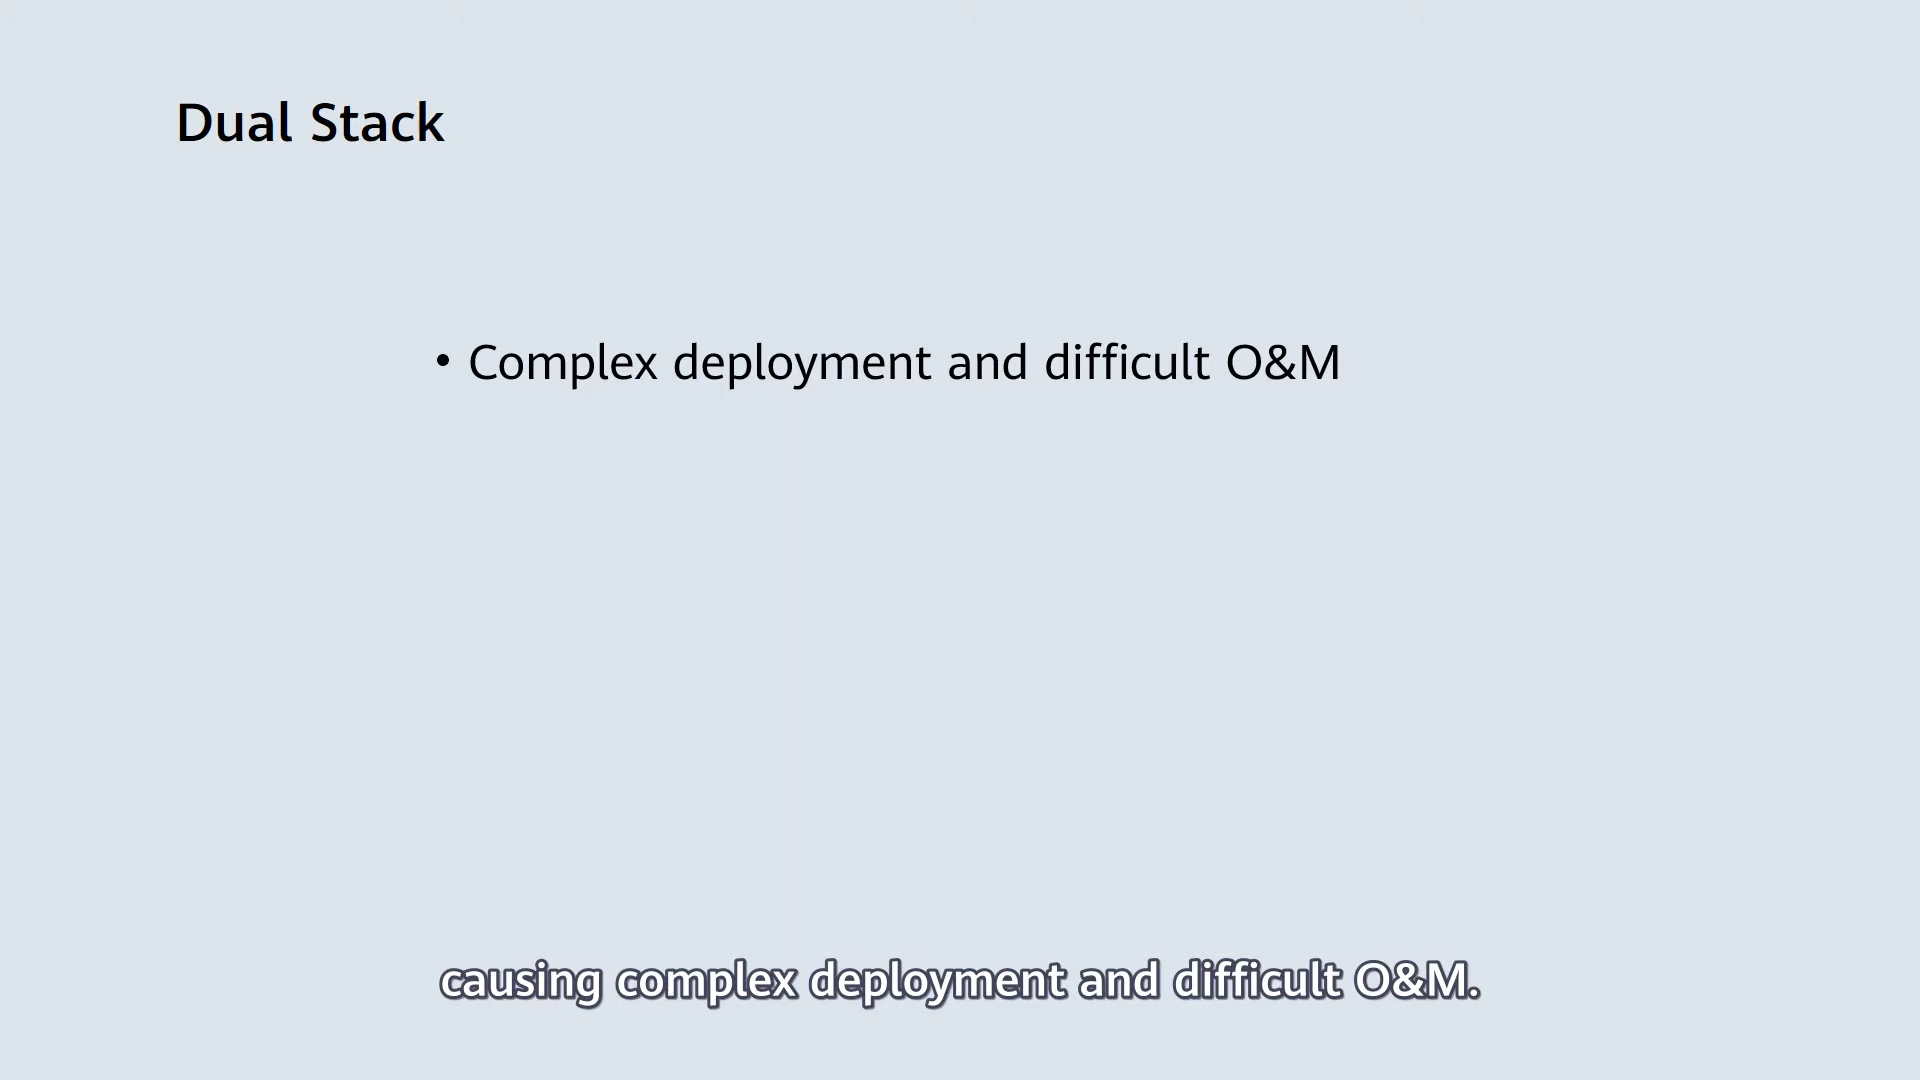 Dual Stack
• Complex deployment and difficult O&M
causing complex deployment and difficult O&M.